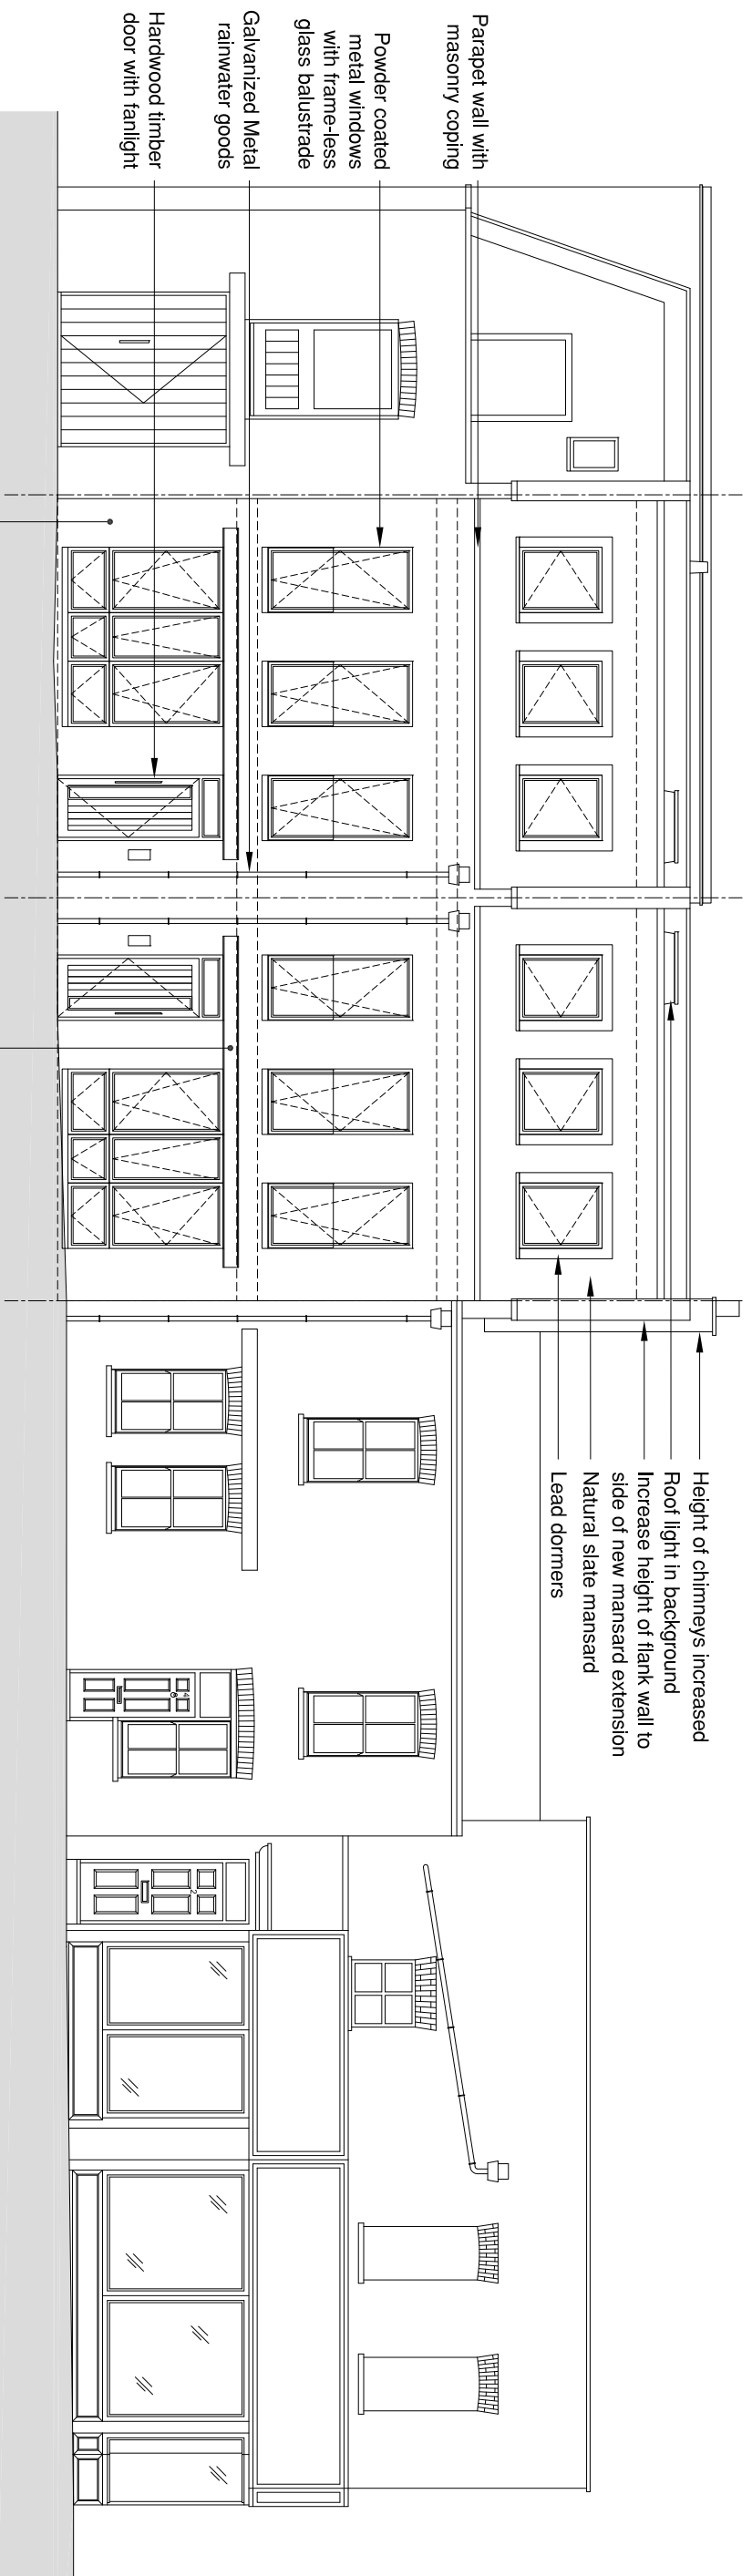 Parapet wall with
masonry coping
Powder coated
metal windows
with frame-less
glass balustrade
Galvanized Metal
rainwater goods
Hardwood timber
door with fanlight
Height of chimneys increased
Roof light in background
Increase height of flank wall to
side of new mansard extension
Natural slate mansard
Lead dormers
2